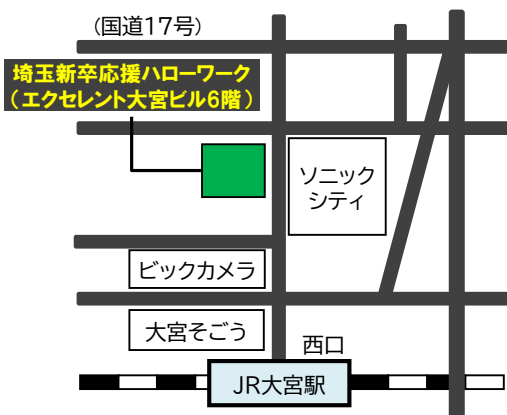 (国道17号)
埼玉新卒応援ハローワーク
(エクセレント大宮ビル6階)
ソニック
シティ
ビックカメラ
大宮そごう
西口
JR大宮駅